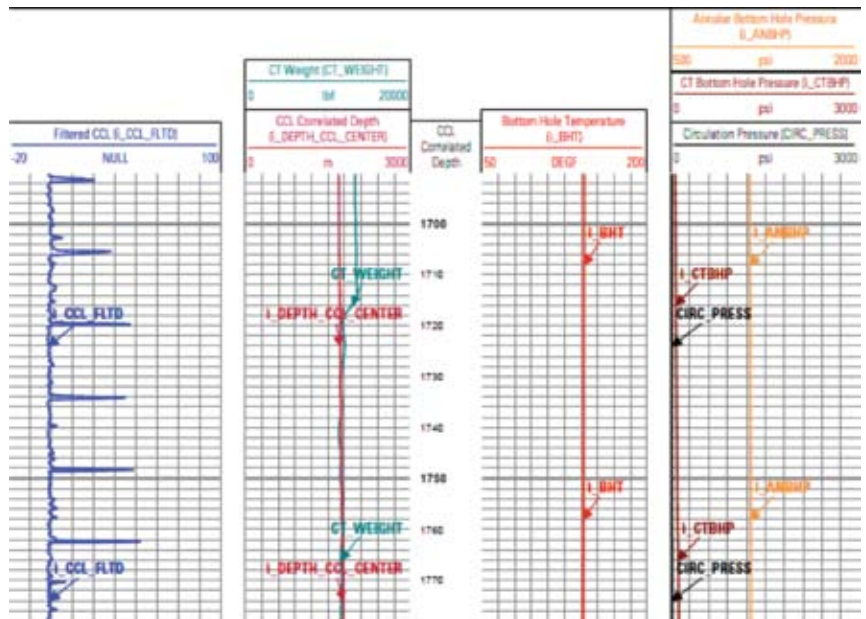 Annular Bottom Hole Pressure
(I_ANBHP)
500 psi 2000
CT Weight (CT_WEIGHT)
0 lbf 20000
CT Bottom Hole Pressure (I_CTBHP)
0 psi 3000
Filtered CCL (I_CCL_FLTD)
-20 NULL 100
CCL Correlated Depth
(I_DEPTH_CCL_CENTER)
0 m 3000
CCL
Correlated
Depth
Bottom Hole Temperature
(I_BHT)
50 DEGF 200
Circulation Pressure (CIRC_PRESS)
0 psi 3000
1700
I_BHT
I_ANBHP
CT_WEIGHT
1710
I_CTBHP
I_CCL_FLTD
I_DEPTH_CCL_CENTER
1720
CIRC_PRESS
1730
1740
1750
I_BHT
I_ANBHP
CT_WEIGHT
1760
I_CTBHP
I_CCL_FLTD
I_DEPTH_CCL_CENTER
1770
CIRC_PRESS